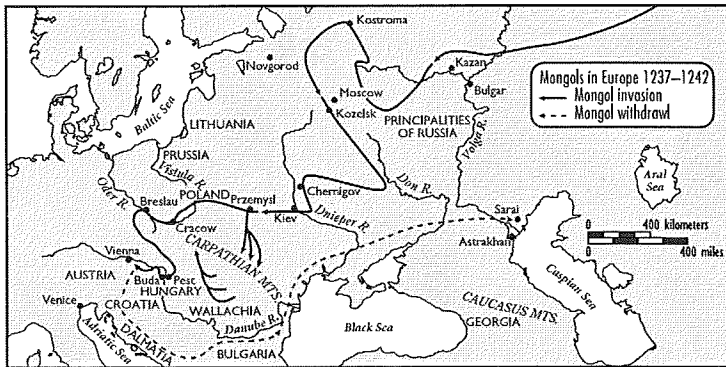 Kostroma
Novgorod
Kazan
Mongols in Europe 1237–1242
Mongol invasion
Mongol withdrawl
Moscow
Bulgar
Kozelsk
Baltic Sea
LITHUANIA
PRINCIPALITIES
OF RUSSIA
Volga R.
PRUSSIA
Vistula R.
Aral
Sea
Oder R.
Chernigov
Don R.
Breslau
POLAND
Przemysl
Kiev
Dnieper R.
Sarai
Cracow
0 400 kilometers
0 400 miles
Astrakhan
Vienna
CARPATHIAN MTS.
AUSTRIA
Buda
Pest
HUNGARY
Venice
CROATIA
WALLACHIA
Caspian Sea
CAUCASUS MTS.
Danube R.
GEORGIA
Adriatic Sea
DALMATIA
Black Sea
BULGARIA